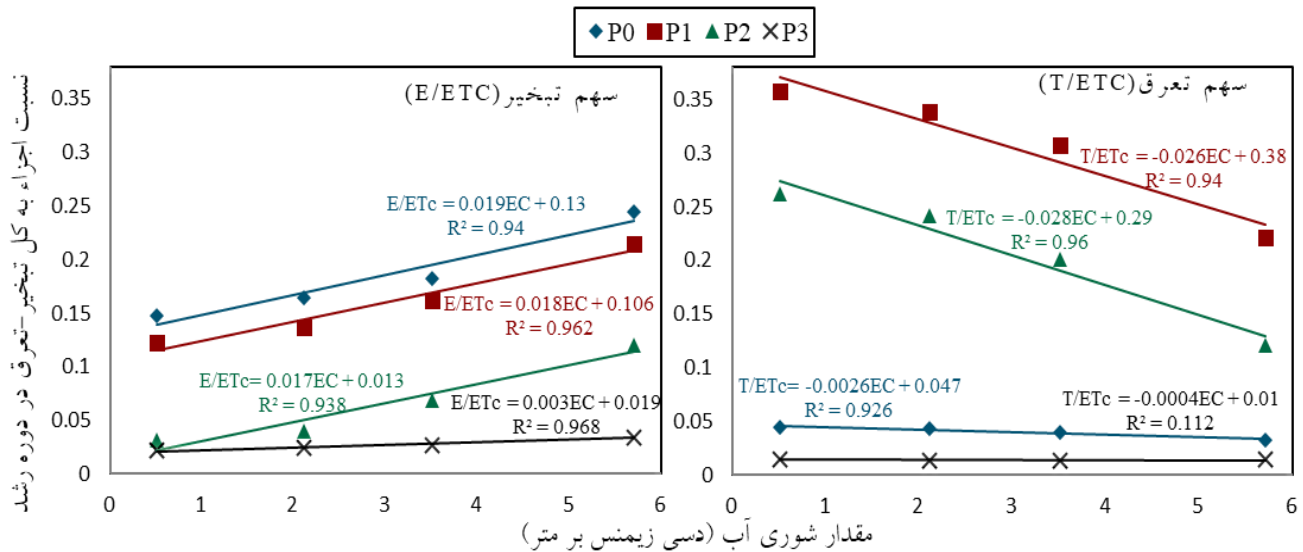 P0 P1 P2 P3
نسبت اجزاء به کل تبخیر-تعرق در دوره رشد
سهم تبخیر (E/ETC)
0.35
0.3
0.25
0.2
0.15
0.1
0.05
0
E/ETc = 0.019EC + 0.13
R² = 0.94
E/ETc = 0.018EC + 0.106
R² = 0.962
E/ETc = 0.017EC + 0.013
R² = 0.938
E/ETc = 0.003EC + 0.019
R² = 0.968
0 1 2 3 4 5 6
سهم تعرق (T/ETC)
0.35
0.3
0.25
0.2
0.15
0.1
0.05
0
T/ETc = -0.026EC + 0.38
R² = 0.94
T/ETc = -0.028EC + 0.29
R² = 0.96
T/ETc = -0.0026EC + 0.047
R² = 0.926
T/ETc = -0.0004EC + 0.01
R² = 0.112
0 1 2 3 4 5 6
مقدار شوری آب (دسی زیمنس بر متر)